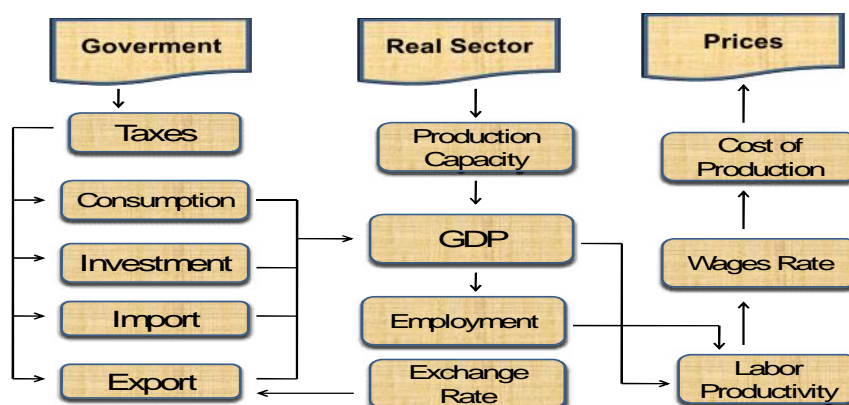 Goverment
Real Sector
Prices
Taxes
Production
Capacity
Cost of
Production
Consumption
GDP
Investment
Wages Rate
Import
Employment
Export
Exchange
Rate
Labor
Productivity